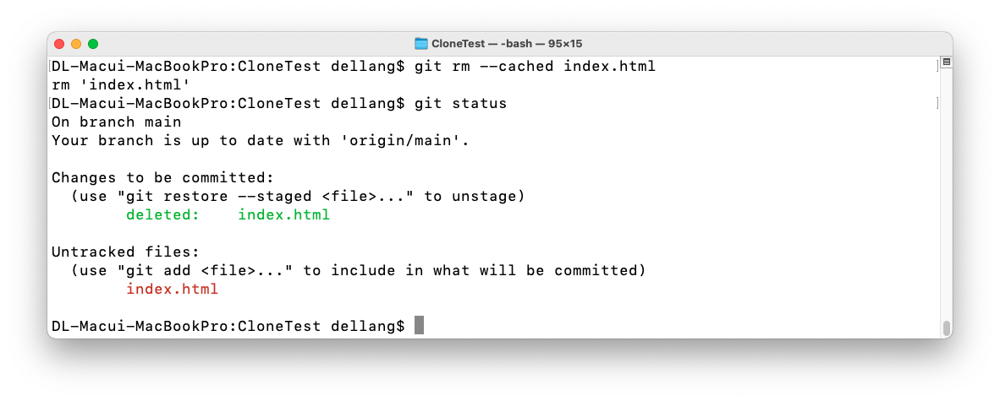 CloneTest — -bash — 95×15
DL-Macui-MacBookPro:CloneTest dellang$ git rm --cached index.html
rm 'index.html'
DL-Macui-MacBookPro:CloneTest dellang$ git status
On branch main
Your branch is up to date with 'origin/main'.
Changes to be committed:
  (use "git restore --staged <file>..." to unstage)
        deleted:    index.html
Untracked files:
  (use "git add <file>..." to include in what will be committed)
        index.html
DL-Macui-MacBookPro:CloneTest dellang$